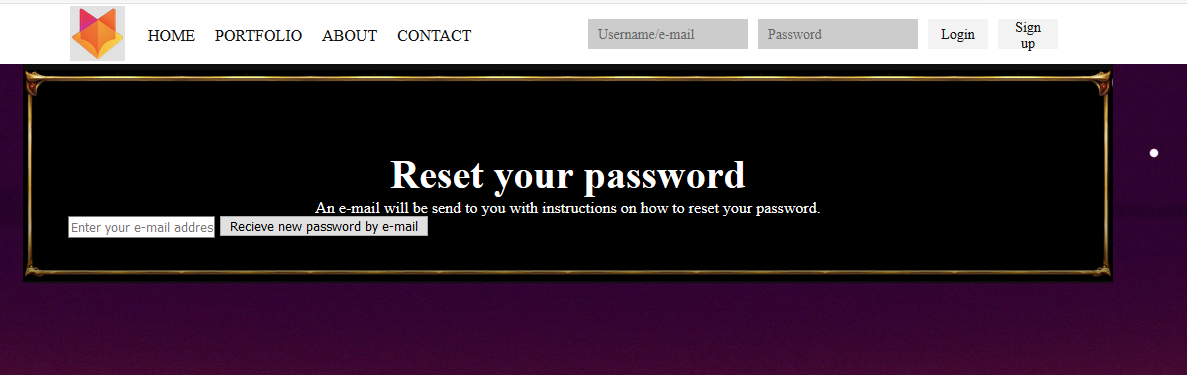 HOME PORTFOLIO ABOUT CONTACT Username/e-mail Password Login Sign up
Reset your password
An e-mail will be send to you with instructions on how to reset your password.
Enter your e-mail addres Recieve new password by e-mail